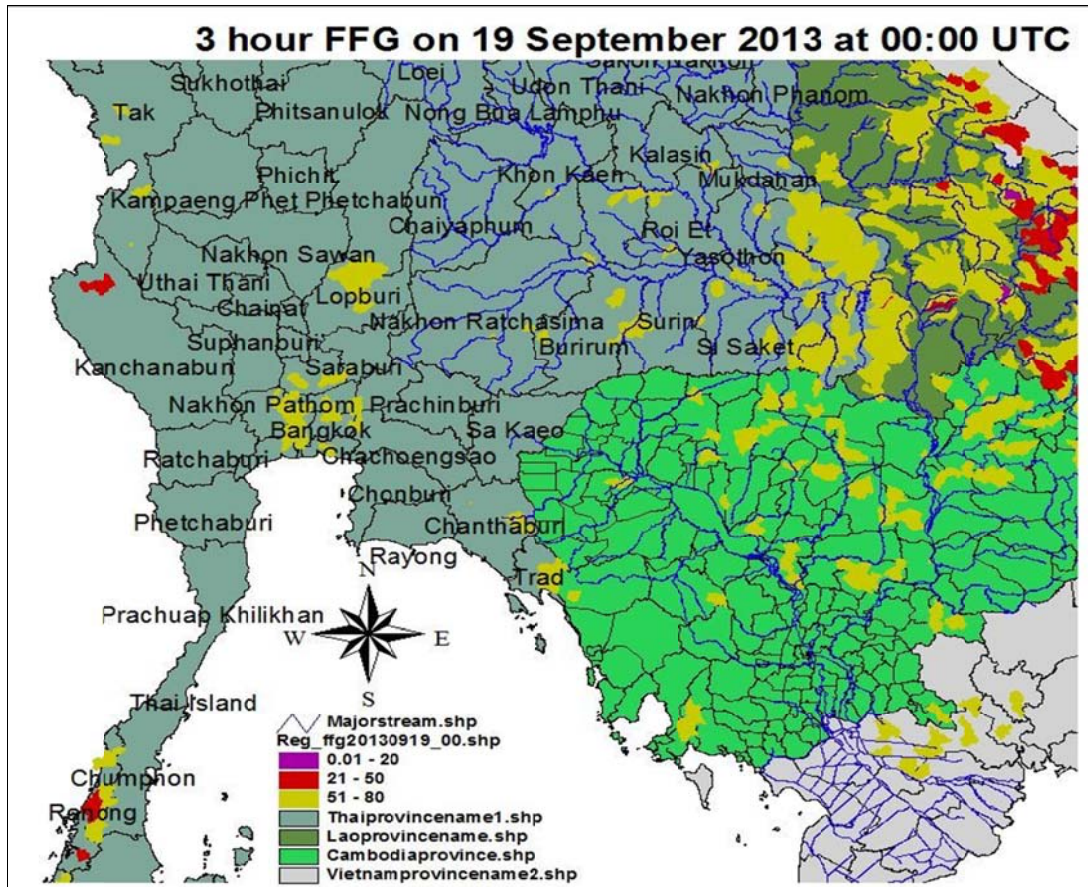 3 hour FFG on 19 September 2013 at 00:00 UTC
Sukhothai
Loei
Sakon Nakhon
Udon Thani
Tak
Phitsanulok
Nong Bua Lamphu
Nakhon Phanom
Kalasin
Phichit
Khon Kaen
Mukdahan
Kampaeng Phet
Phetchabun
Chaiyaphum
Roi Et
Nakhon Sawan
Yasothon
Uthai Thani
Lopburi
Chainat
Nakhon Ratchasima
Surin
Suphanburi
Burirum
Si Saket
Kanchanaburi
Saraburi
Nakhon Pathom
Prachinburi
Bangkok
Sa Kaeo
Ratchaburi
Chachoengsao
Chonburi
Phetchaburi
Chanthaburi
Rayong
Trad
N
Prachuap Khilikhan
W
E
S
Thai Island
Chumphon
Ranong
Majorstream.shp
Reg_ffg20130919_00.shp
0.01 - 20
21 - 50
51 - 80
Thaiprovincename1.shp
Laoprovincename.shp
Cambodiaprovince.shp
Vietnamprovincename2.shp